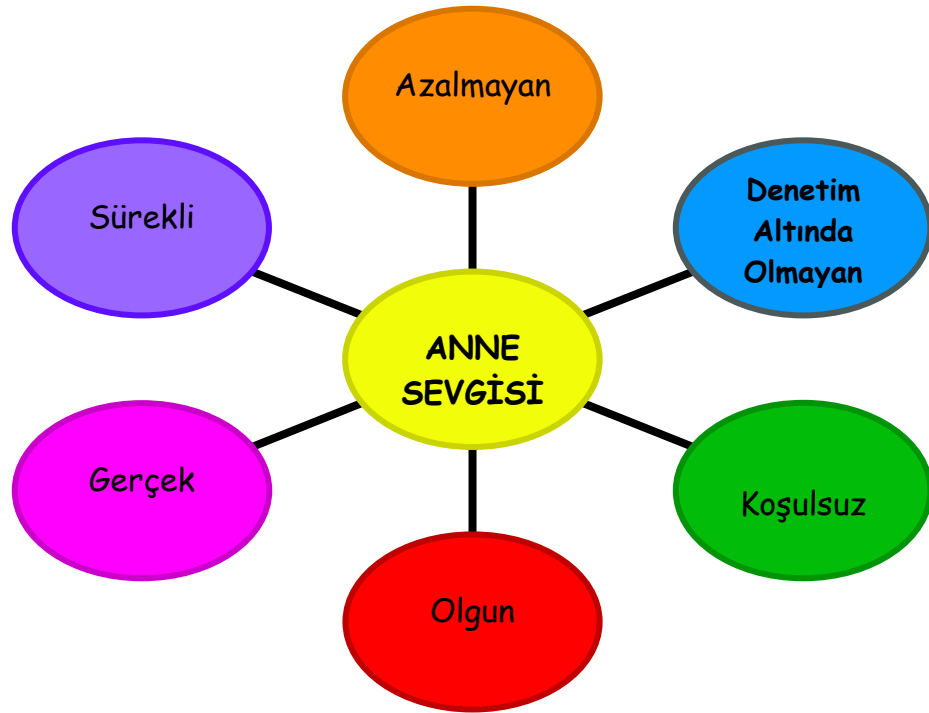 Azalmayan
Sürekli
Denetim
Altında
Olmayan
ANNE
SEVGİSİ
Gerçek
Koşulsuz
Olgun